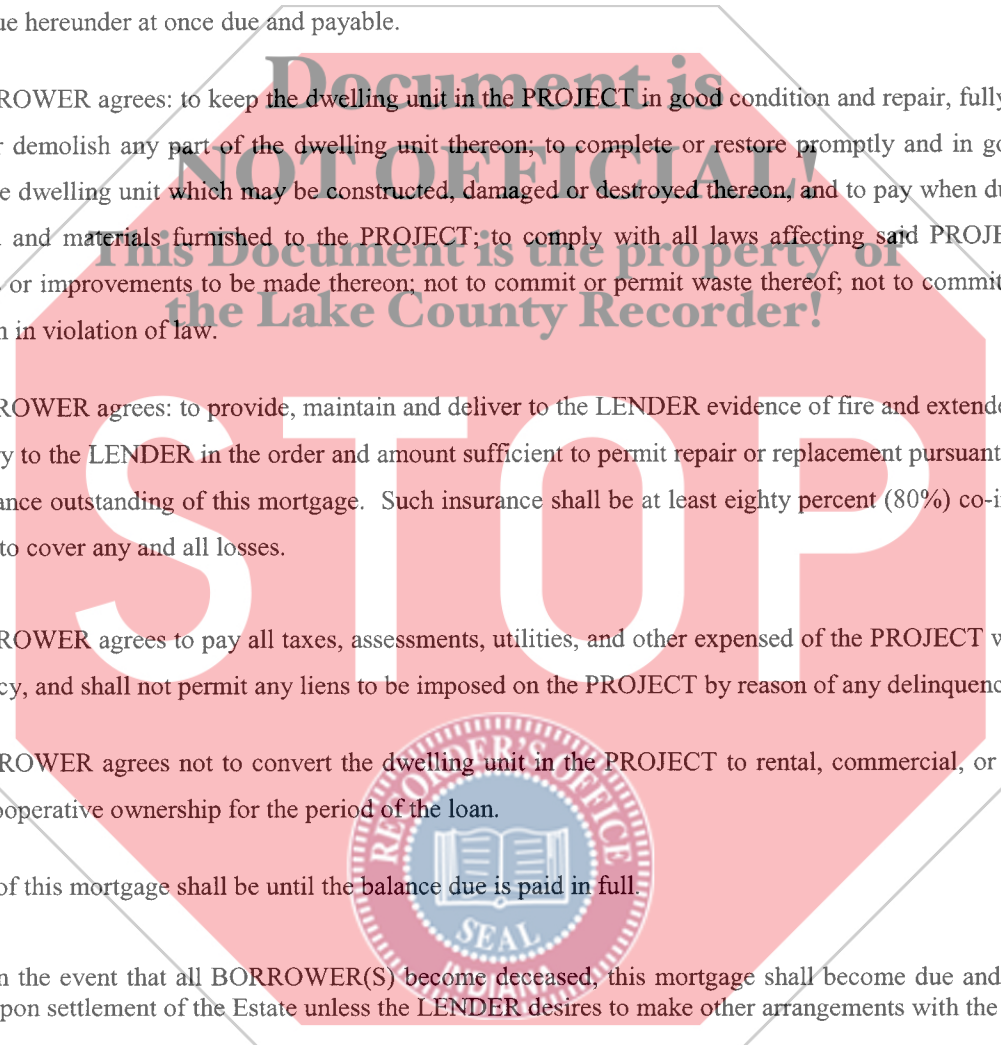 ue hereunder at once due and payable.
Document is
ROWER agrees: to keep the dwelling unit in the PROJECT in good condition and repair, fully
r demolish any part of the dwelling unit thereon; to complete or restore promptly and in go
NOT OFFICIAL!
e dwelling unit which may be constructed, damaged or destroyed thereon, and to pay when du
and materials furnished to the PROJECT; to comply with all laws affecting said PROJE
This Document is the property of
or improvements to be made thereon; not to commit or permit waste thereof; not to commit
the Lake County Recorder!
n in violation of law.
ROWER agrees: to provide, maintain and deliver to the LENDER evidence of fire and extende
y to the LENDER in the order and amount sufficient to permit repair or replacement pursuant
ance outstanding of this mortgage. Such insurance shall be at least eighty percent (80%) co-i
to cover any and all losses.
STOP
ROWER agrees to pay all taxes, assessments, utilities, and other expensed of the PROJECT w
cy, and shall not permit any liens to be imposed on the PROJECT by reason of any delinquenc
ROWER agrees not to convert the dwelling unit in the PROJECT to rental, commercial, or
ooperative ownership for the period of the loan.
RECORDER'S OFFICE
of this mortgage shall be until the balance due is paid in full.
SEAL
INDIANA
n the event that all BORROWER(S) become deceased, this mortgage shall become due and
pon settlement of the Estate unless the LENDER desires to make other arrangements with the